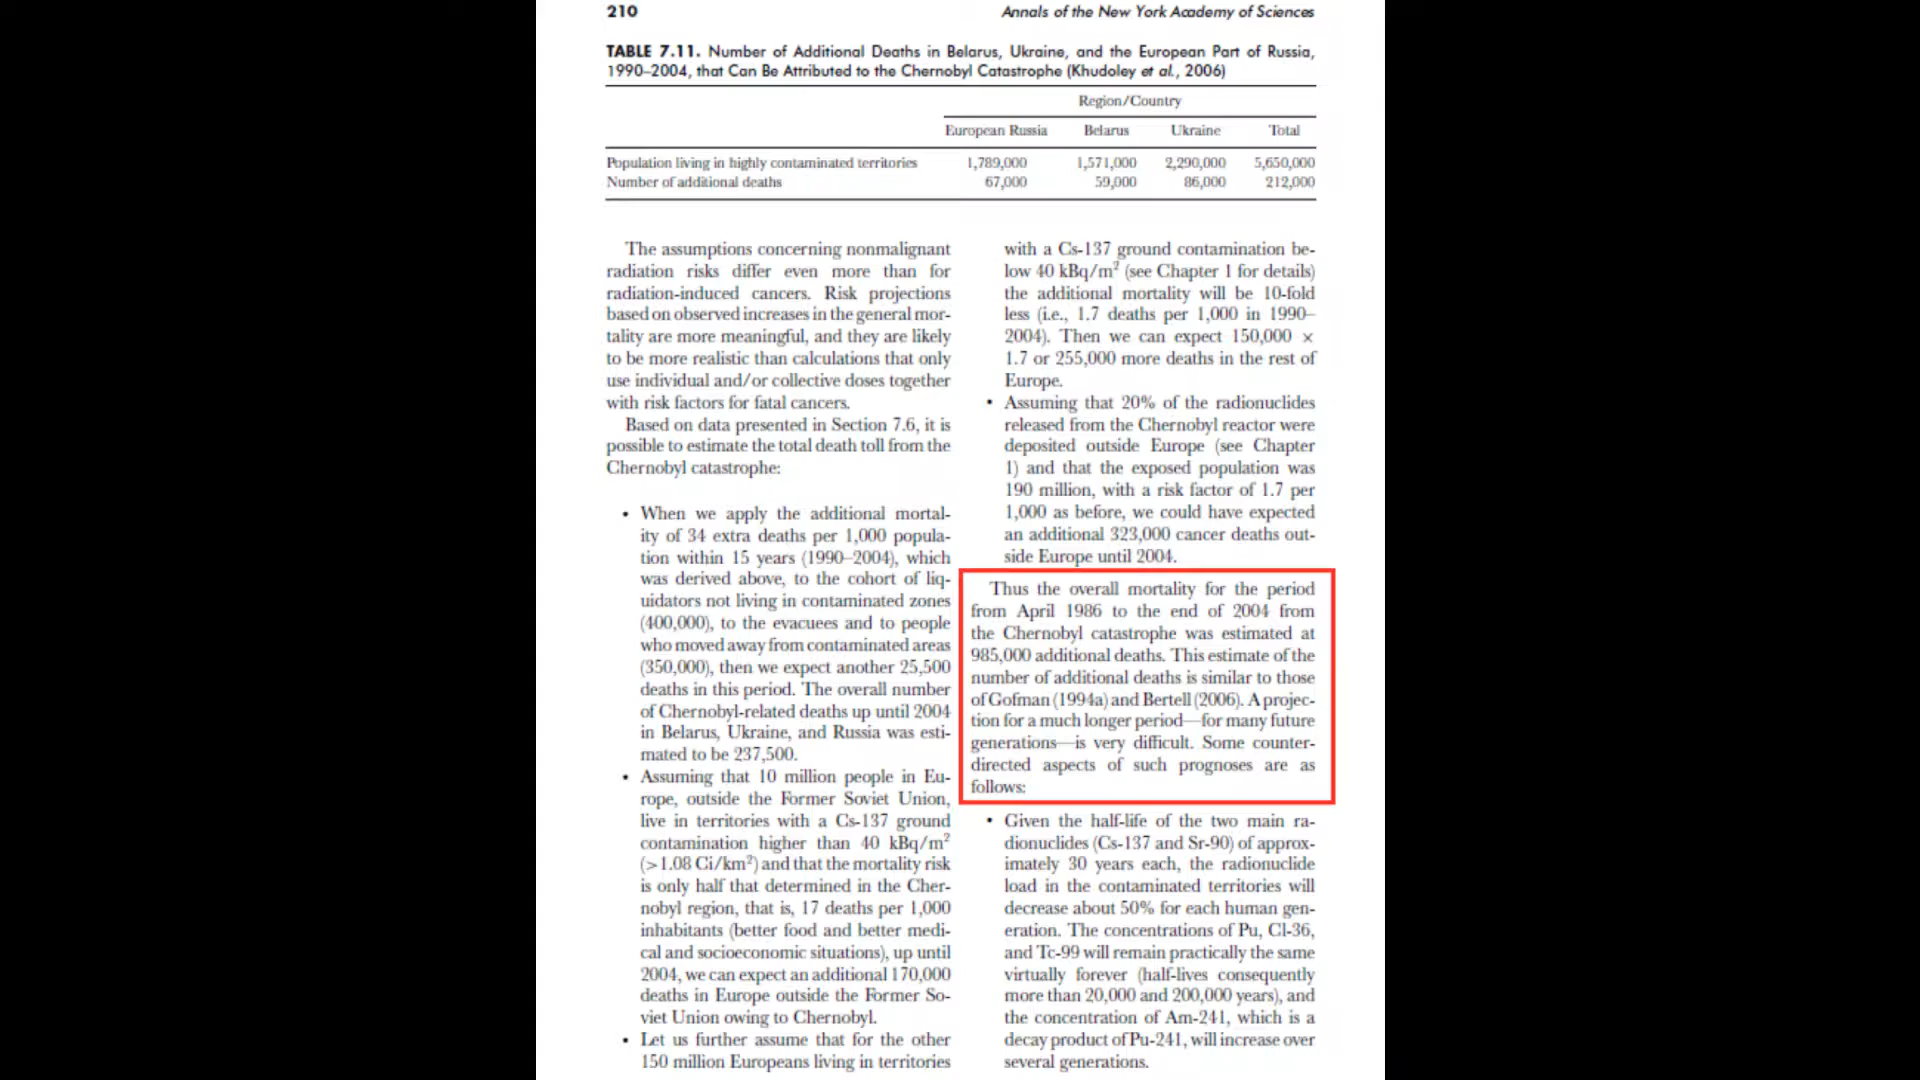 210
Annals of the New York Academy of Sciences
TABLE 7.11. Number of Additional Deaths in Belarus, Ukraine, and the European Part of Russia,
1990–2004, that Can Be Attributed to the Chernobyl Catastrophe (Khudoley et al., 2006)
Region/Country
European Russia Belarus Ukraine Total
Population living in highly contaminated territories 1,789,000 1,571,000 2,290,000 5,650,000
Number of additional deaths 67,000 59,000 86,000 212,000
The assumptions concerning nonmalignant
radiation risks differ even more than for
radiation-induced cancers. Risk projections
based on observed increases in the general mor-
tality are more meaningful, and they are likely
to be more realistic than calculations that only
use individual and/or collective doses together
with risk factors for fatal cancers.
Based on data presented in Section 7.6, it is
possible to estimate the total death toll from the
Chernobyl catastrophe:
• When we apply the additional mortal-
ity of 34 extra deaths per 1,000 popula-
tion within 15 years (1990–2004), which
was derived above, to the cohort of liq-
uidators not living in contaminated zones
(400,000), to the evacuees and to people
who moved away from contaminated areas
(350,000), then we expect another 25,500
deaths in this period. The overall number
of Chernobyl-related deaths up until 2004
in Belarus, Ukraine, and Russia was esti-
mated to be 237,500.
• Assuming that 10 million people in Eu-
rope, outside the Former Soviet Union,
live in territories with a Cs-137 ground
contamination higher than 40 kBq/m²
(>1.08 Ci/km²) and that the mortality risk
is only half that determined in the Cher-
nobyl region, that is, 17 deaths per 1,000
inhabitants (better food and better medi-
cal and socioeconomic situations), up until
2004, we can expect an additional 170,000
deaths in Europe outside the Former So-
viet Union owing to Chernobyl.
• Let us further assume that for the other
150 million Europeans living in territories
with a Cs-137 ground contamination be-
low 40 kBq/m² (see Chapter 1 for details)
the additional mortality will be 10-fold
less (i.e., 1.7 deaths per 1,000 in 1990–
2004). Then we can expect 150,000 ×
1.7 or 255,000 more deaths in the rest of
Europe.
• Assuming that 20% of the radionuclides
released from the Chernobyl reactor were
deposited outside Europe (see Chapter
1) and that the exposed population was
190 million, with a risk factor of 1.7 per
1,000 as before, we could have expected
an additional 323,000 cancer deaths out-
side Europe until 2004.
Thus the overall mortality for the period
from April 1986 to the end of 2004 from
the Chernobyl catastrophe was estimated at
985,000 additional deaths. This estimate of the
number of additional deaths is similar to those
of Gofman (1994a) and Bertell (2006). A projec-
tion for a much longer period—for many future
generations—is very difficult. Some counter-
directed aspects of such prognoses are as
follows:
• Given the half-life of the two main ra-
dionuclides (Cs-137 and Sr-90) of approx-
imately 30 years each, the radionuclide
load in the contaminated territories will
decrease about 50% for each human gen-
eration. The concentrations of Pu, Cl-36,
and Tc-99 will remain practically the same
virtually forever (half-lives consequently
more than 20,000 and 200,000 years), and
the concentration of Am-241, which is a
decay product of Pu-241, will increase over
several generations.